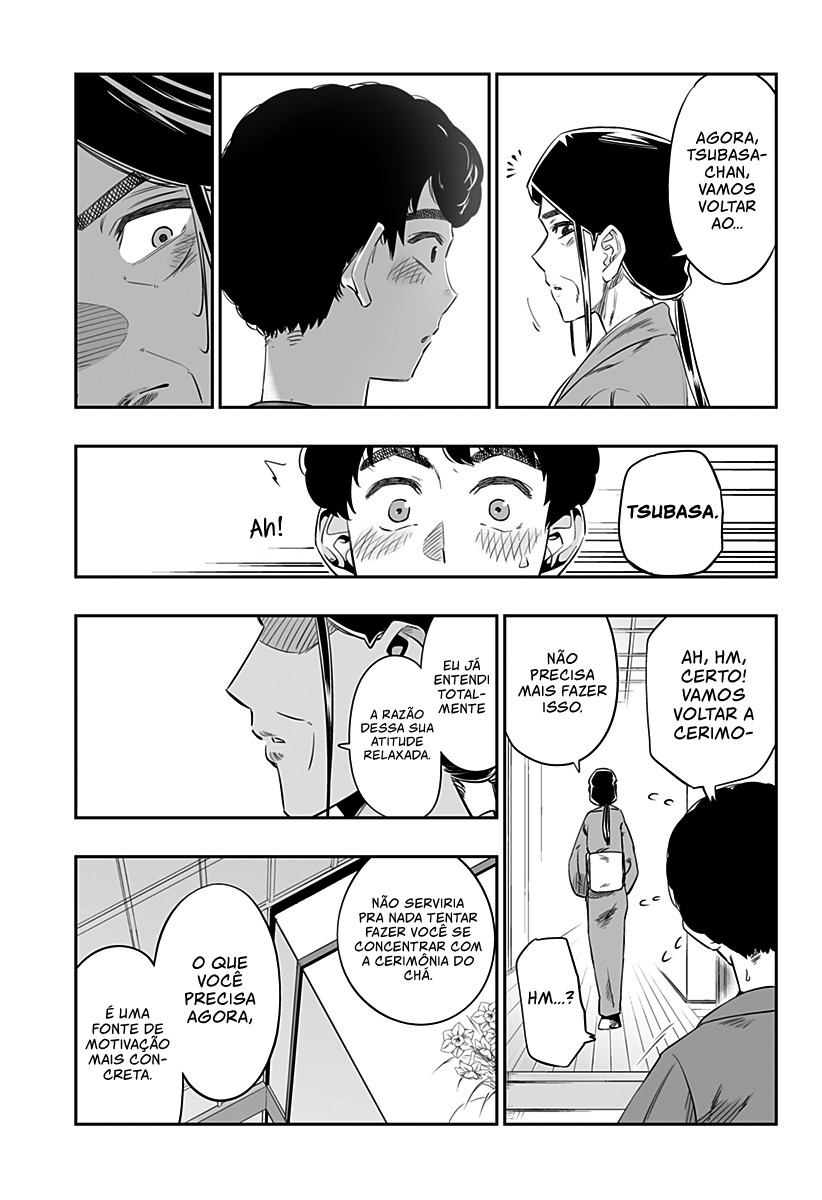 AGORA,
TSUBASA-
CHAN,
VAMOS
VOLTAR
AO...
TSUBASA.
Ah!
AH, HM,
CERTO!
VAMOS
VOLTAR A
CERIMO-
NÃO
PRECISA
MAIS FAZER
ISSO.
HM...?
EU JÁ
ENTENDI
TOTAL-
MENTE
A RAZÃO
DESSA SUA
ATITUDE
RELAXADA.
NÃO SERVIRIA
PRA NADA TENTAR
FAZER VOCÊ SE
CONCENTRAR COM
A CERIMÔNIA DO
CHÁ.
O QUE
VOCÊ
PRECISA
AGORA,
É UMA
FONTE DE
MOTIVAÇÃO
MAIS CON-
CRETA.